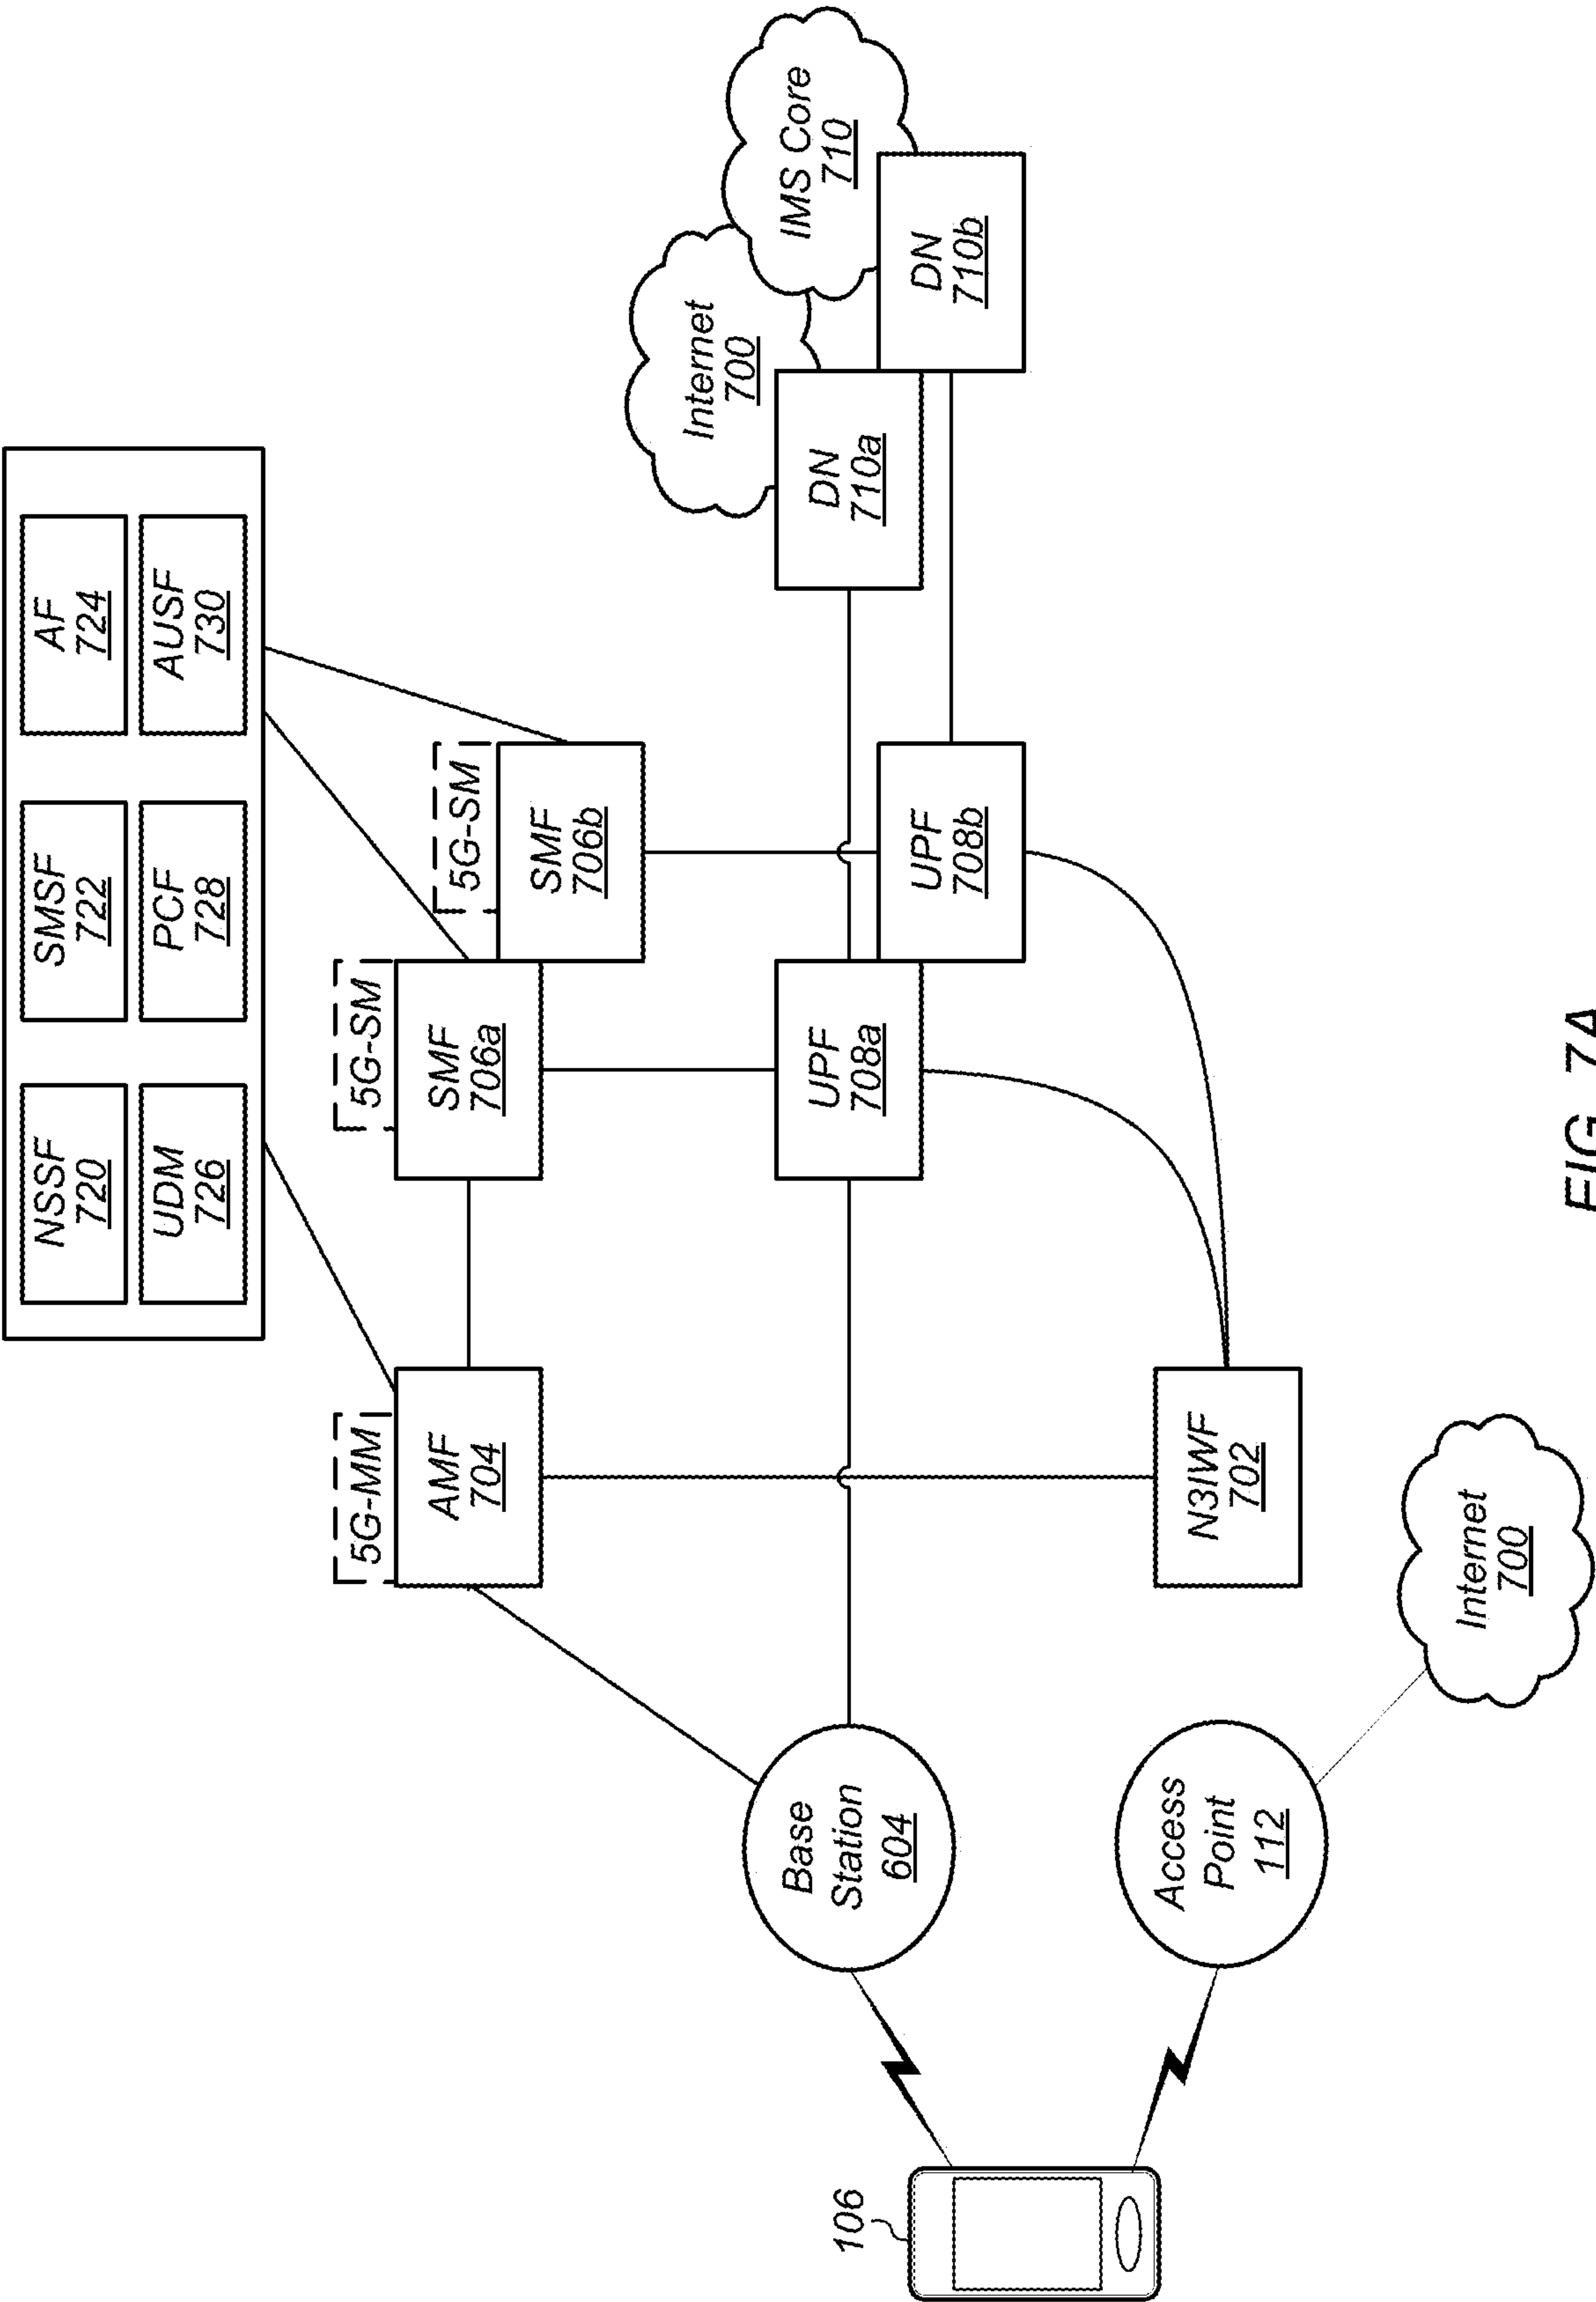 NSSF
720
SMSF
722
AF
724
UDM
726
PCF
728
AUSF
730
5G-MM
AMF
704
5G-SM
SMF
706a
5G-SM
SMF
706b
Internet
700
IMS Core
710
Base
Station
604
UPF
708a
UPF
708b
DN
710a
DN
710b
106
Access
Point
112
N3IWF
702
Internet
700
FIG. 7A